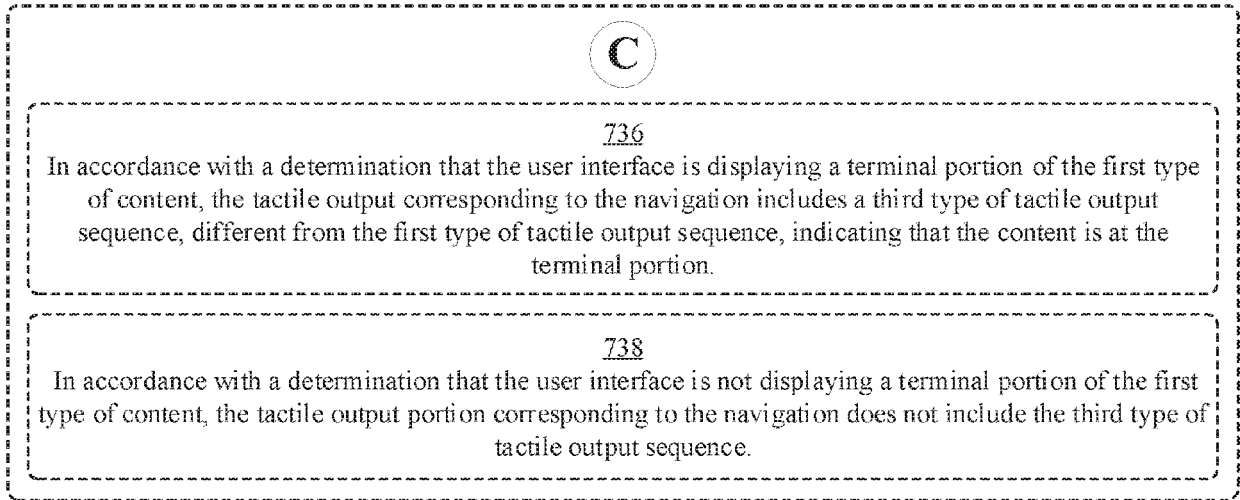 C
736
In accordance with a determination that the user interface is displaying a terminal portion of the first type
of content, the tactile output corresponding to the navigation includes a third type of tactile output
sequence, different from the first type of tactile output sequence, indicating that the content is at the
terminal portion.
738
In accordance with a determination that the user interface is not displaying a terminal portion of the first
type of content, the tactile output portion corresponding to the navigation does not include the third type of
tactile output sequence.